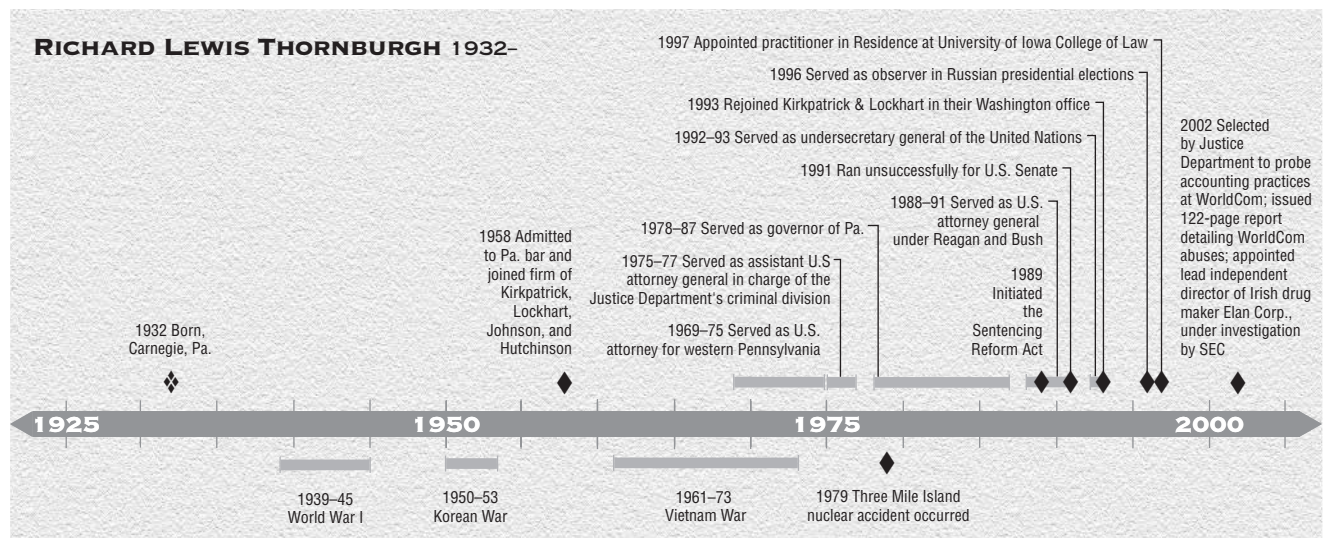 RICHARD LEWIS THORNBURGH 1932–
1997 Appointed practitioner in Residence at University of Iowa College of Law
1996 Served as observer in Russian presidential elections
1993 Rejoined Kirkpatrick & Lockhart in their Washington office
1992–93 Served as undersecretary general of the United Nations
1991 Ran unsuccessfully for U.S. Senate
1988–91 Served as U.S.
attorney general
under Reagan and Bush
1978–87 Served as governor of Pa.
1975–77 Served as assistant U.S
attorney general in charge of the
Justice Department's criminal division
1969–75 Served as U.S.
attorney for western Pennsylvania
1989
Initiated
the
Sentencing
Reform Act
2002 Selected
by Justice
Department to probe
accounting practices
at WorldCom; issued
122-page report
detailing WorldCom
abuses; appointed
lead independent
director of Irish drug
maker Elan Corp.,
under investigation
by SEC
1958 Admitted
to Pa. bar and
joined firm of
Kirkpatrick,
Lockhart,
Johnson, and
Hutchinson
1932 Born,
Carnegie, Pa.
1925
1950
1975
2000
1939–45
World War I
1950–53
Korean War
1961–73
Vietnam War
1979 Three Mile Island
nuclear accident occurred